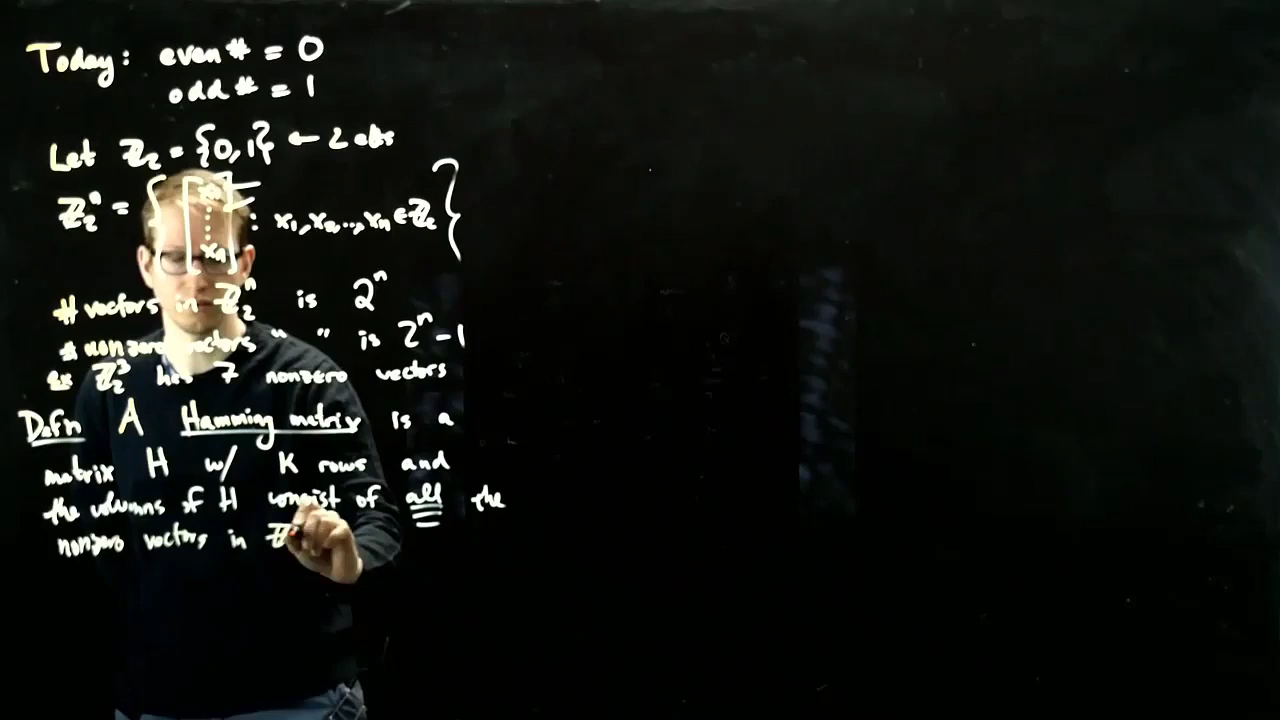 Today: even # = 0
odd # = 1
Let ℤ₂ = {0,1} ← 2 elts
ℤ₂ⁿ = { [x₁ ⋮ xₙ] : x₁, x₂, ..., xₙ ∈ ℤ₂ }
# vectors in ℤ₂ⁿ is 2ⁿ
# nonzero vectors " " is 2ⁿ - 1
ex ℤ₂³ has 7 nonzero vectors
Defn A Hamming matrix is a
matrix H w/ K rows and
the columns of H consist of all the
nonzero vectors in ℤ